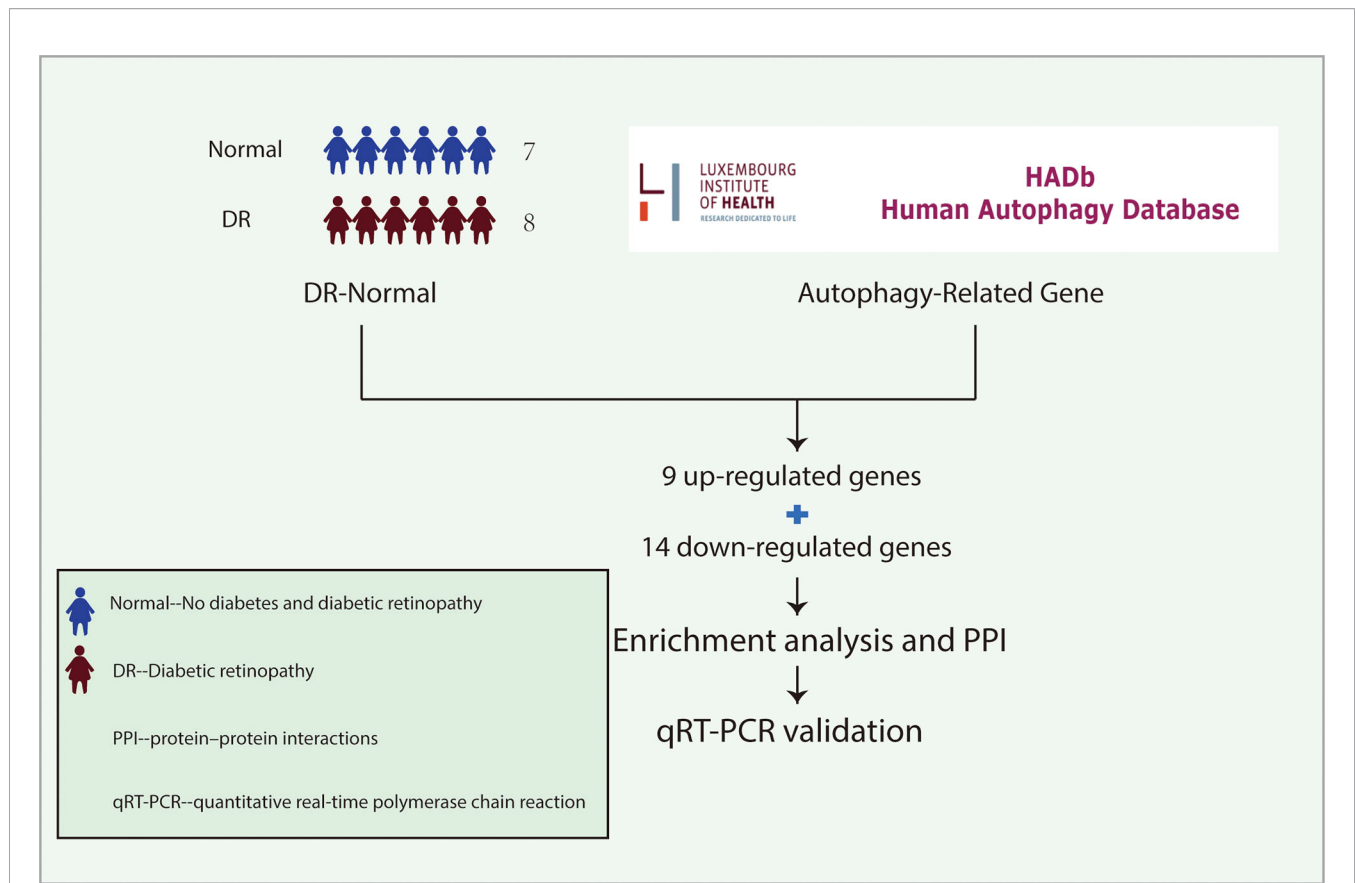 Normal 7
DR 8
DR-Normal
LUXEMBOURG
INSTITUTE
OF HEALTH
RESEARCH DEDICATED TO LIFE
HADb
Human Autophagy Database
Autophagy-Related Gene
9 up-regulated genes
14 down-regulated genes
Enrichment analysis and PPI
qRT-PCR validation
Normal--No diabetes and diabetic retinopathy
DR--Diabetic retinopathy
PPI--protein–protein interactions
qRT-PCR--quantitative real-time polymerase chain reaction